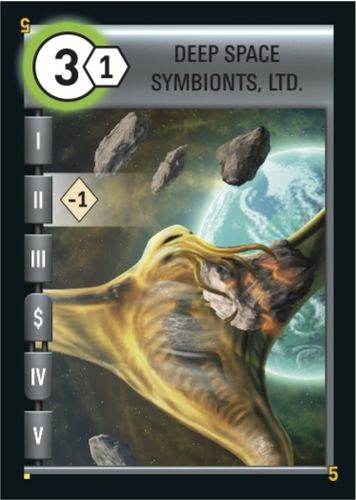 5
3 1
DEEP SPACE
SYMBIONTS, LTD.
I
II -1
III
$
IV
V
5